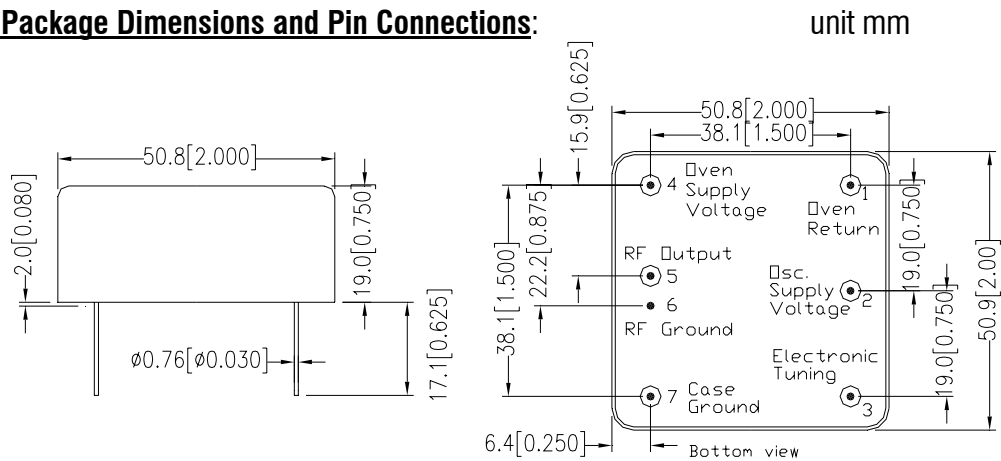 Package Dimensions and Pin Connections:
unit mm
50.8[2.000]
2.0[0.080]
19.0[0.750]
17.1[0.625]
ø0.76[ø0.030]
15.9[0.625]
50.8[2.000]
38.1[1.500]
4 Oven
Supply
Voltage
1
Oven
Return
22.2[0.875]
38.1[1.500]
RF Output
5
6
RF Ground
Osc.
Supply
Voltage
2
19.0[0.750]
19.0[0.750]
50.9[2.00]
Electronic
Tuning
3
7 Case
Ground
6.4[0.250]
Bottom view